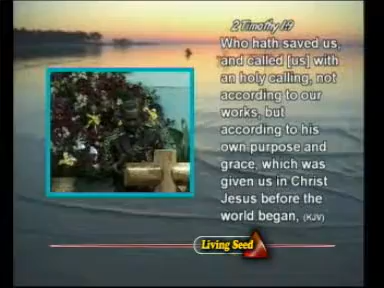 2 Timothy 1:9
Who hath saved us,
and called [us] with
an holy calling, not
according to our
works, but
according to his
own purpose and
grace, which was
given us in Christ
Jesus before the
world began, (KJV)
Living Seed